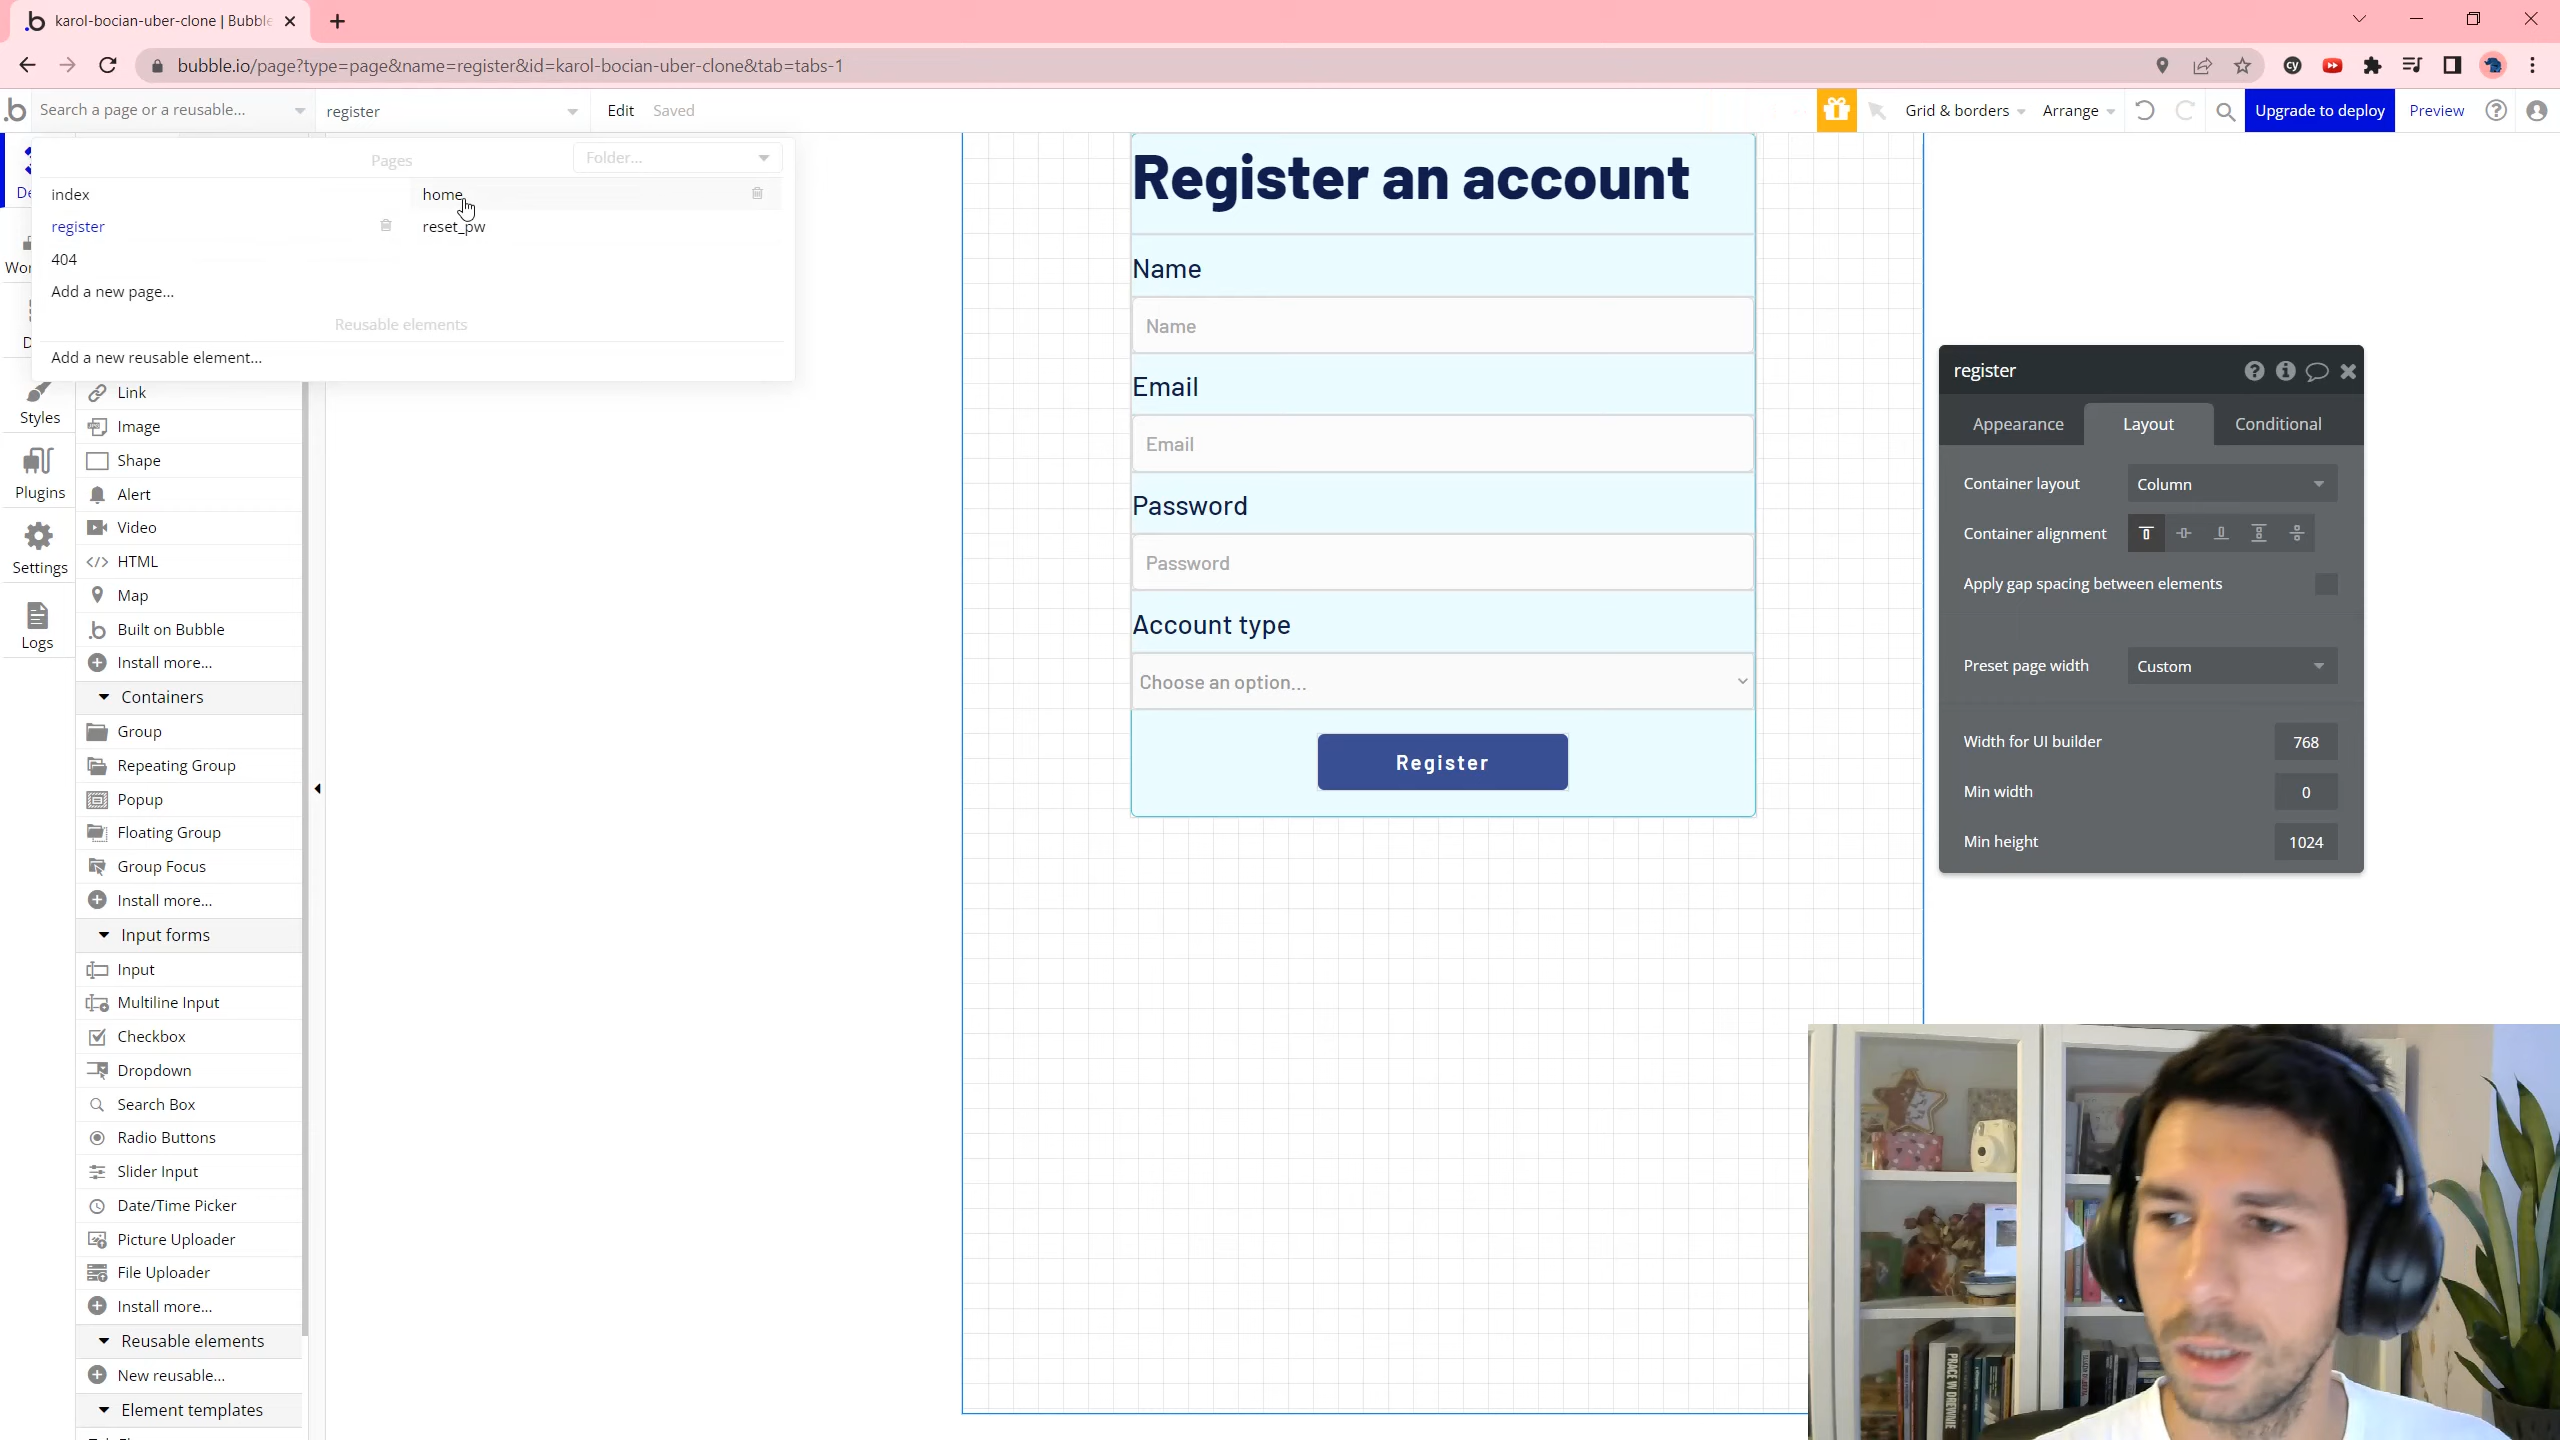 karol-bocian-uber-clone | Bubble
bubble.io/page?type=page&name=register&id=karol-bocian-uber-clone&tab=tabs-1
Search a page or a reusable...
register
Edit
Saved
Grid & borders
Arrange
Upgrade to deploy
Preview
Pages
Folder...
index
home
register
reset_pw
404
Add a new page...
Reusable elements
Add a new reusable element...
Styles
Plugins
Settings
Logs
Link
Image
Shape
Alert
Video
HTML
Map
Built on Bubble
Install more...
Containers
Group
Repeating Group
Popup
Floating Group
Group Focus
Install more...
Input forms
Input
Multiline Input
Checkbox
Dropdown
Search Box
Radio Buttons
Slider Input
Date/Time Picker
Picture Uploader
File Uploader
Install more...
Reusable elements
New reusable...
Element templates
Register an account
Name
Name
Email
Email
Password
Password
Account type
Choose an option...
Register
register
Appearance
Layout
Conditional
Container layout
Column
Container alignment
Apply gap spacing between elements
Preset page width
Custom
Width for UI builder
768
Min width
0
Min height
1024
PRACE W DREWNIE